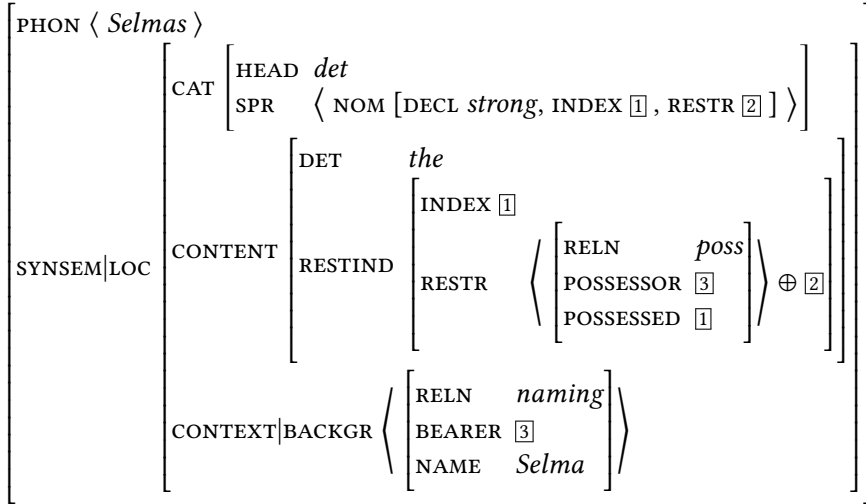 PHON ⟨ Selmas ⟩
SYNSEM|LOC
CAT
HEAD det
SPR ⟨ NOM [DECL strong, INDEX 1 , RESTR 2 ] ⟩
CONTENT
DET the
RESTIND
INDEX 1
RESTR
RELN poss
POSSESSOR 3
POSSESSED 1
⊕ 2
CONTEXT|BACKGR
RELN naming
BEARER 3
NAME Selma